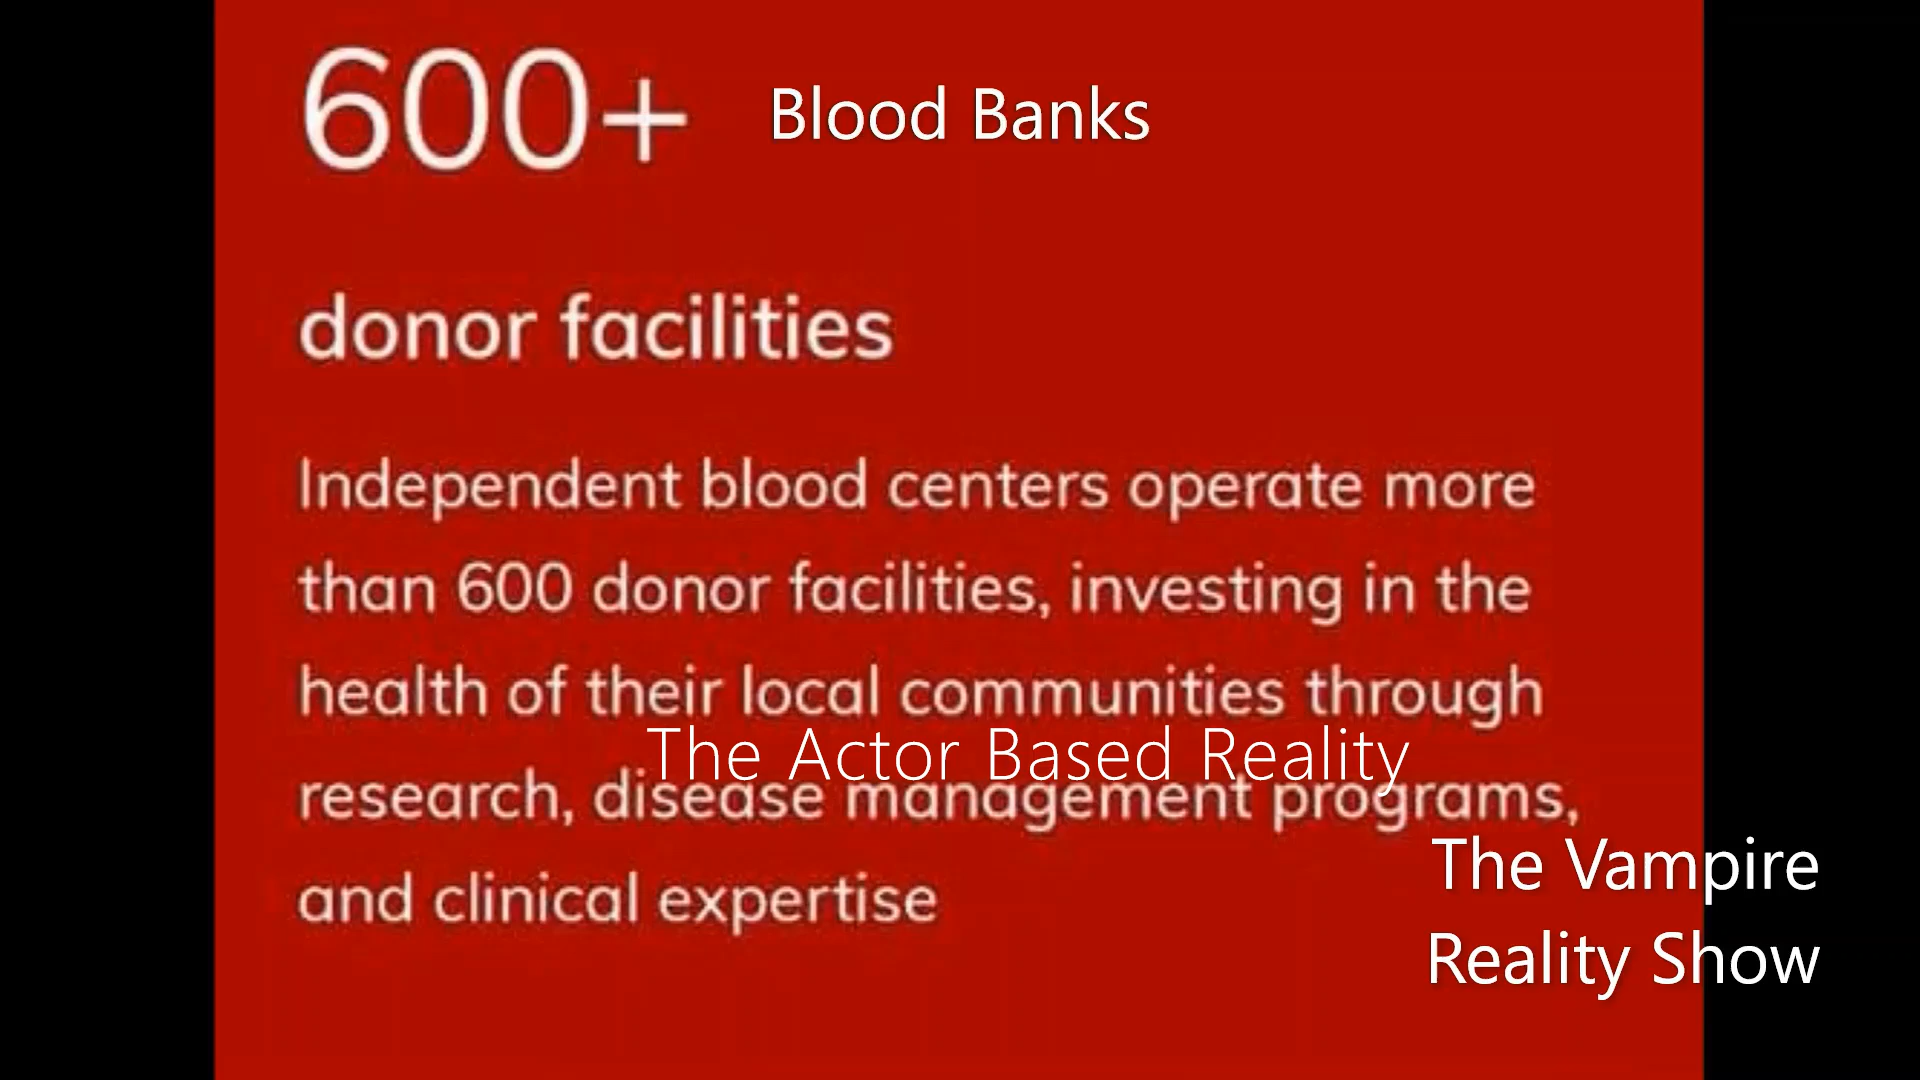 600+
Blood Banks
donor facilities
Independent blood centers operate more
than 600 donor facilities, investing in the
health of their local communities through
The Actor Based Reality
research, disease management programs,
and clinical expertise
The Vampire
Reality Show